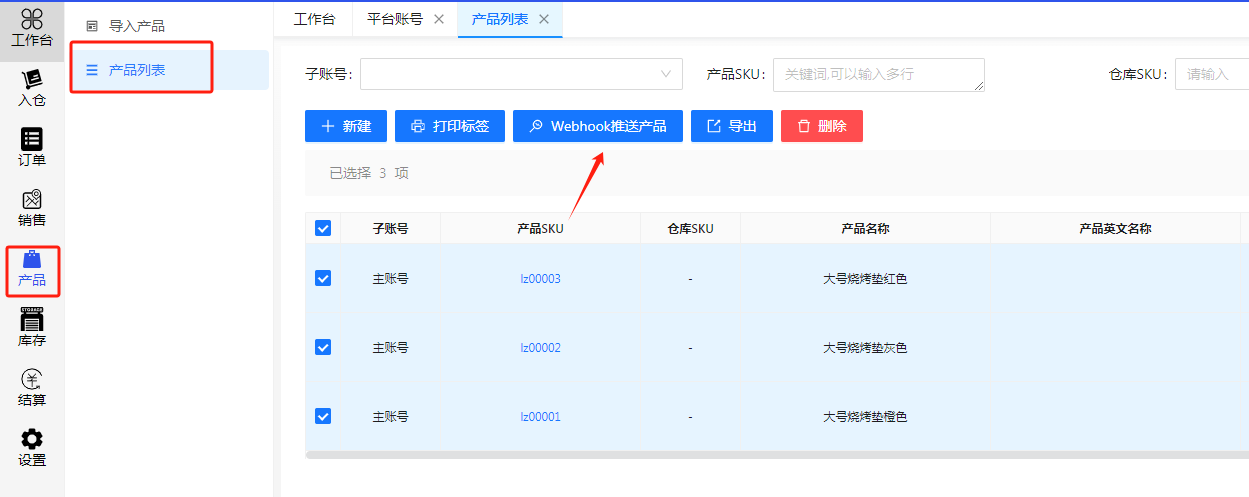 工作台
入仓
订单
销售
产品
STORAGE
库存
结算
设置
导入产品
产品列表
工作台 平台账号 产品列表
子账号: 产品SKU: 关键词,可以输入多行 仓库SKU: 请输入
新建 打印标签 Webhook推送产品 导出 删除
已选择 3 项
子账号 产品SKU 仓库SKU 产品名称 产品英文名称
主账号 lz00003 - 大号烧烤垫红色
主账号 lz00002 - 大号烧烤垫灰色
主账号 lz00001 - 大号烧烤垫橙色